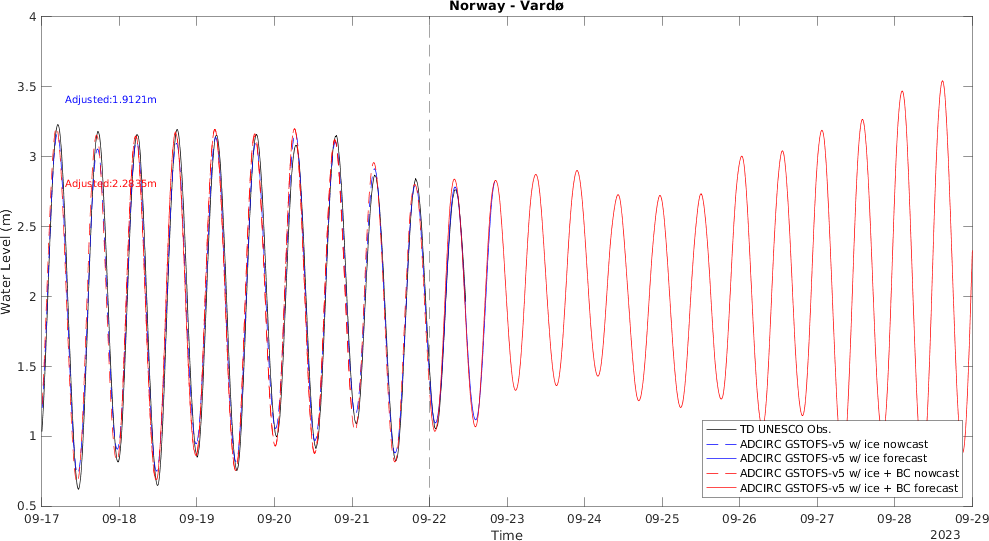 Norway - Vardø
4
3.5
3
2.5
2
1.5
1
0.5
Water Level (m)
Adjusted:1.9121m
Adjusted:2.2835m
TD UNESCO Obs.
ADCIRC GSTOFS-v5 w/ ice nowcast
ADCIRC GSTOFS-v5 w/ ice forecast
ADCIRC GSTOFS-v5 w/ ice + BC nowcast
ADCIRC GSTOFS-v5 w/ ice + BC forecast
09-17 09-18 09-19 09-20 09-21 09-22 09-23 09-24 09-25 09-26 09-27 09-28 09-29
Time
2023